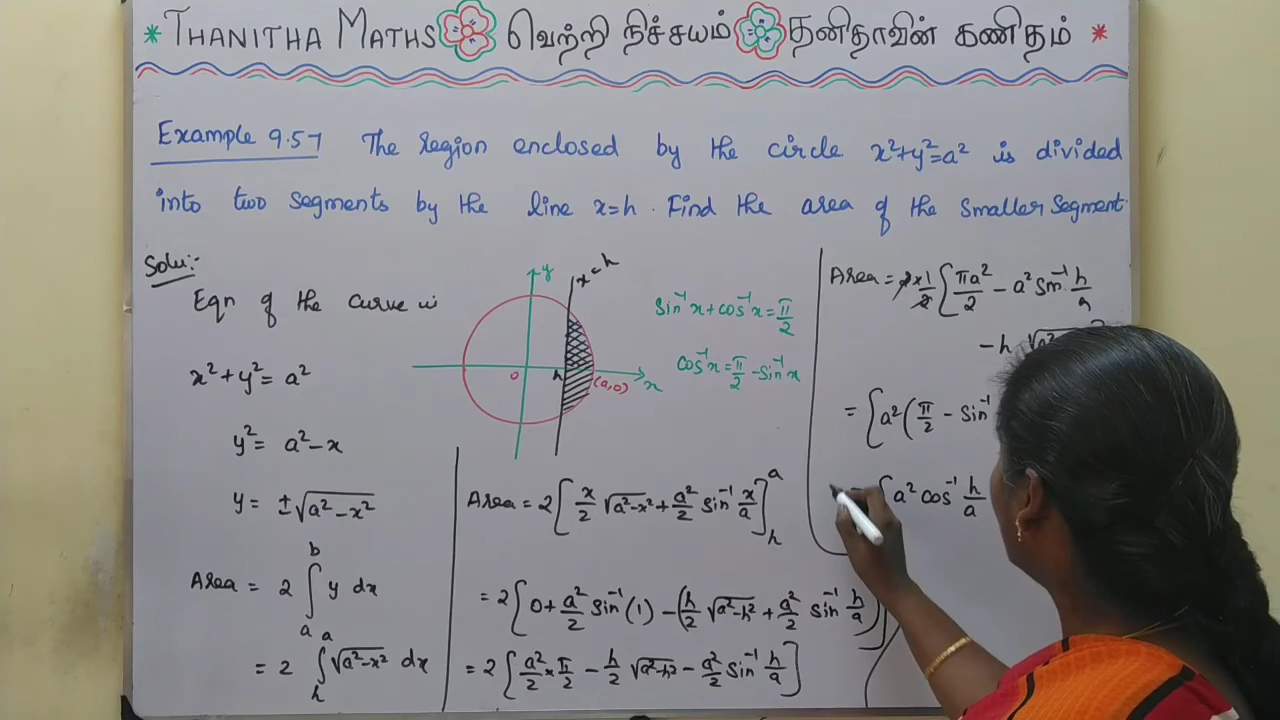 * THANITHA MATHS வெற்றி நிச்சயம் தனிதாவின் கணிதம் *
Example 9.57 The region enclosed by the circle x²+y²=a² is divided
into two segments by the line x=h. Find the area of the smaller segment.
Solu:-
Eqn of the curve is
x²+y²= a²
y²= a²-x
y= ±√(a²-x²)
Area = 2 ∫ₐᵇ y dx
= 2 ∫ₕᵃ √(a²-x²) dx
y
x=h
o
h
(a,0)
x
Sin⁻¹x+cos⁻¹x=π/2
cos⁻¹x=π/2-Sin⁻¹x
Area = 2[x/2 √(a²-x²)+a²/2 Sin⁻¹ x/a]ₕᵃ
= 2[0+a²/2 Sin⁻¹(1) -(h/2 √(a²-h²)+a²/2 Sin⁻¹ h/a)]
= 2[a²/2 × π/2 - h/2 √(a²-h²) - a²/2 Sin⁻¹ h/a]
Area = 2×1/2 [πa²/2 - a² Sin⁻¹ h/a
-h
= [a²(π/2 - Sin⁻¹
= [a² cos⁻¹ h/a